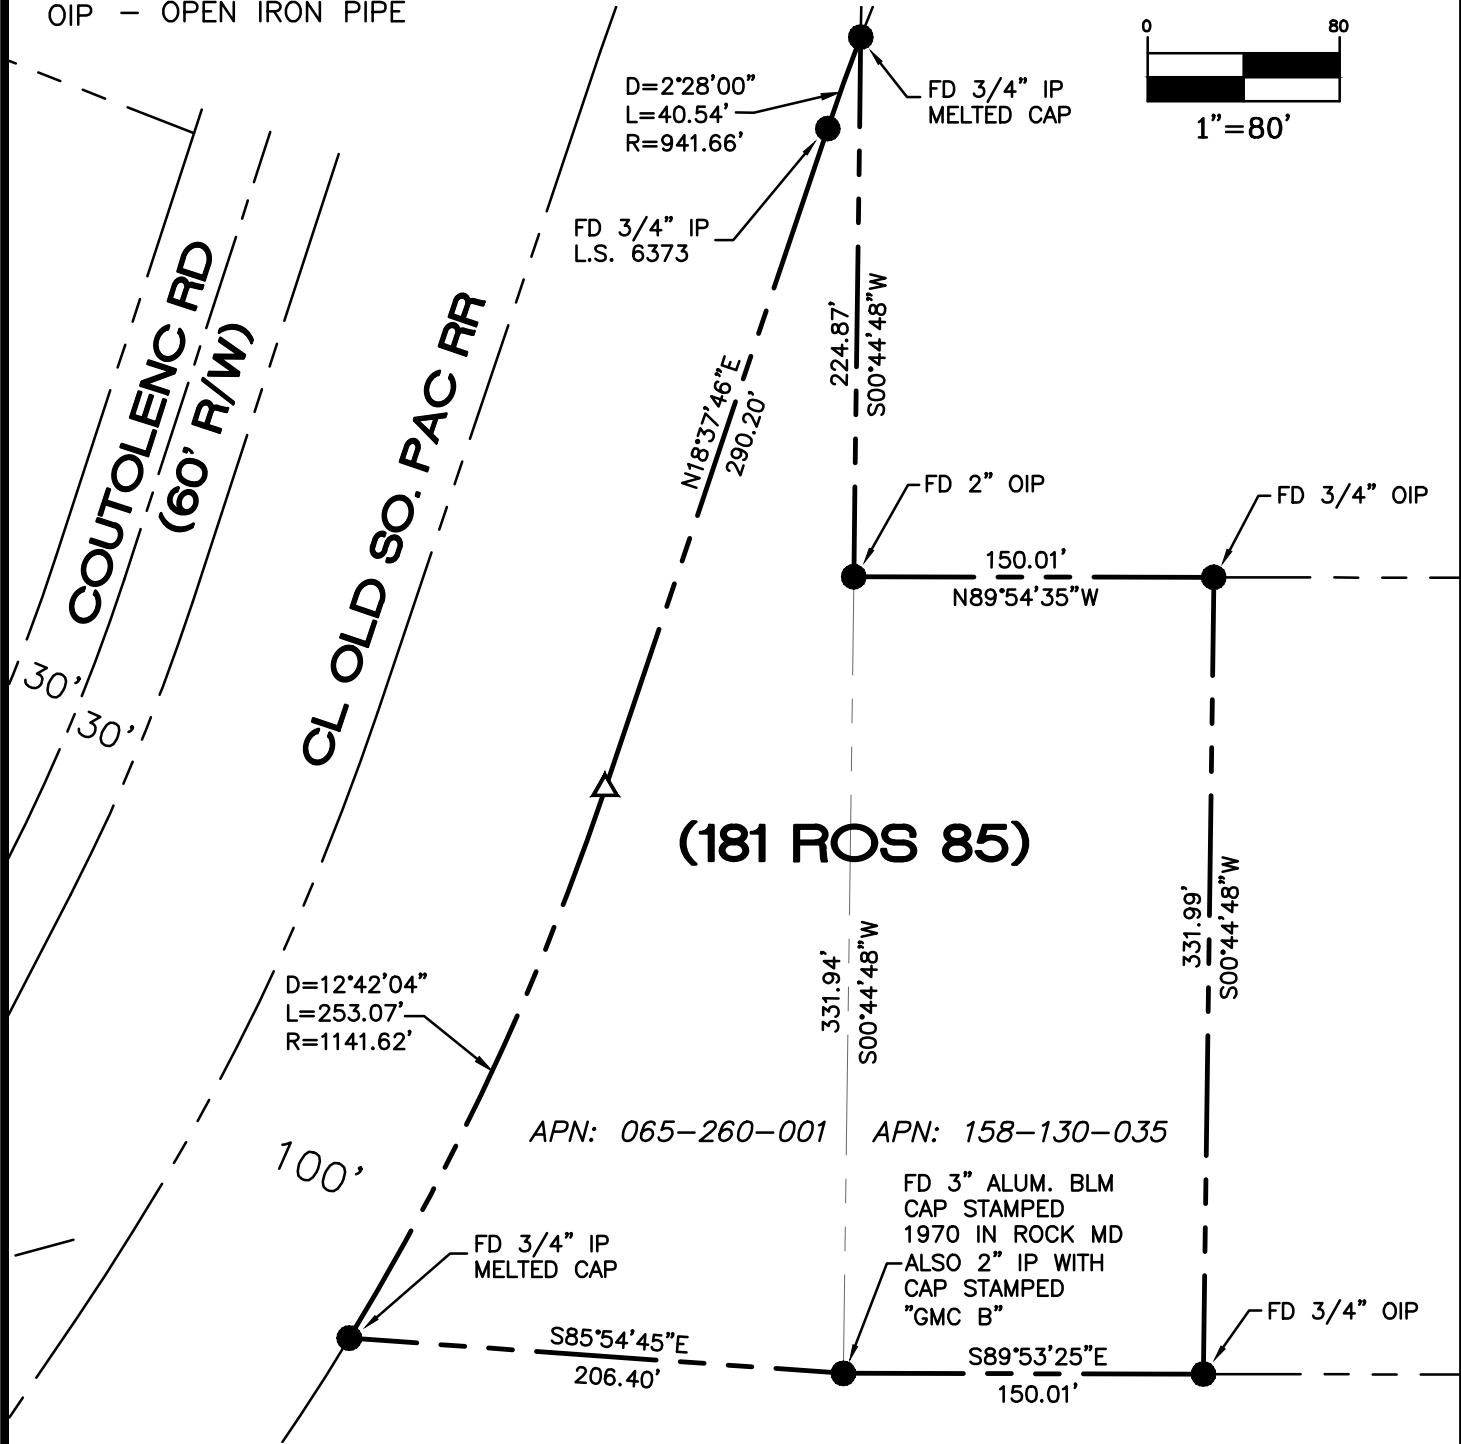 OIP – OPEN IRON PIPE
0 80
1"=80'
D=2°28'00"
L=40.54'
R=941.66'
FD 3/4" IP
MELTED CAP
FD 3/4" IP
L.S. 6373
COUTOLENC RD
(60' R/W)
CL OLD SO. PAC RR
N18°37'46"E
290.20'
224.87'
S00°44'48"W
FD 2" OIP
FD 3/4" OIP
150.01'
N89°54'35"W
30'
30'
(181 ROS 85)
331.94'
S00°44'48"W
331.99'
S00°44'48"W
D=12°42'04"
L=253.07'
R=1141.62'
100'
APN: 065-260-001
APN: 158-130-035
FD 3" ALUM. BLM
CAP STAMPED
1970 IN ROCK MD
ALSO 2" IP WITH
CAP STAMPED
"GMC B"
FD 3/4" IP
MELTED CAP
FD 3/4" OIP
S85°54'45"E
206.40'
S89°53'25"E
150.01'